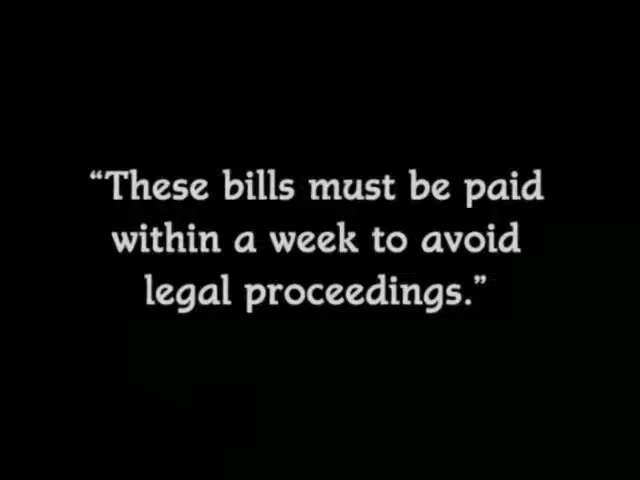 “These bills must be paid
within a week to avoid
legal proceedings.”